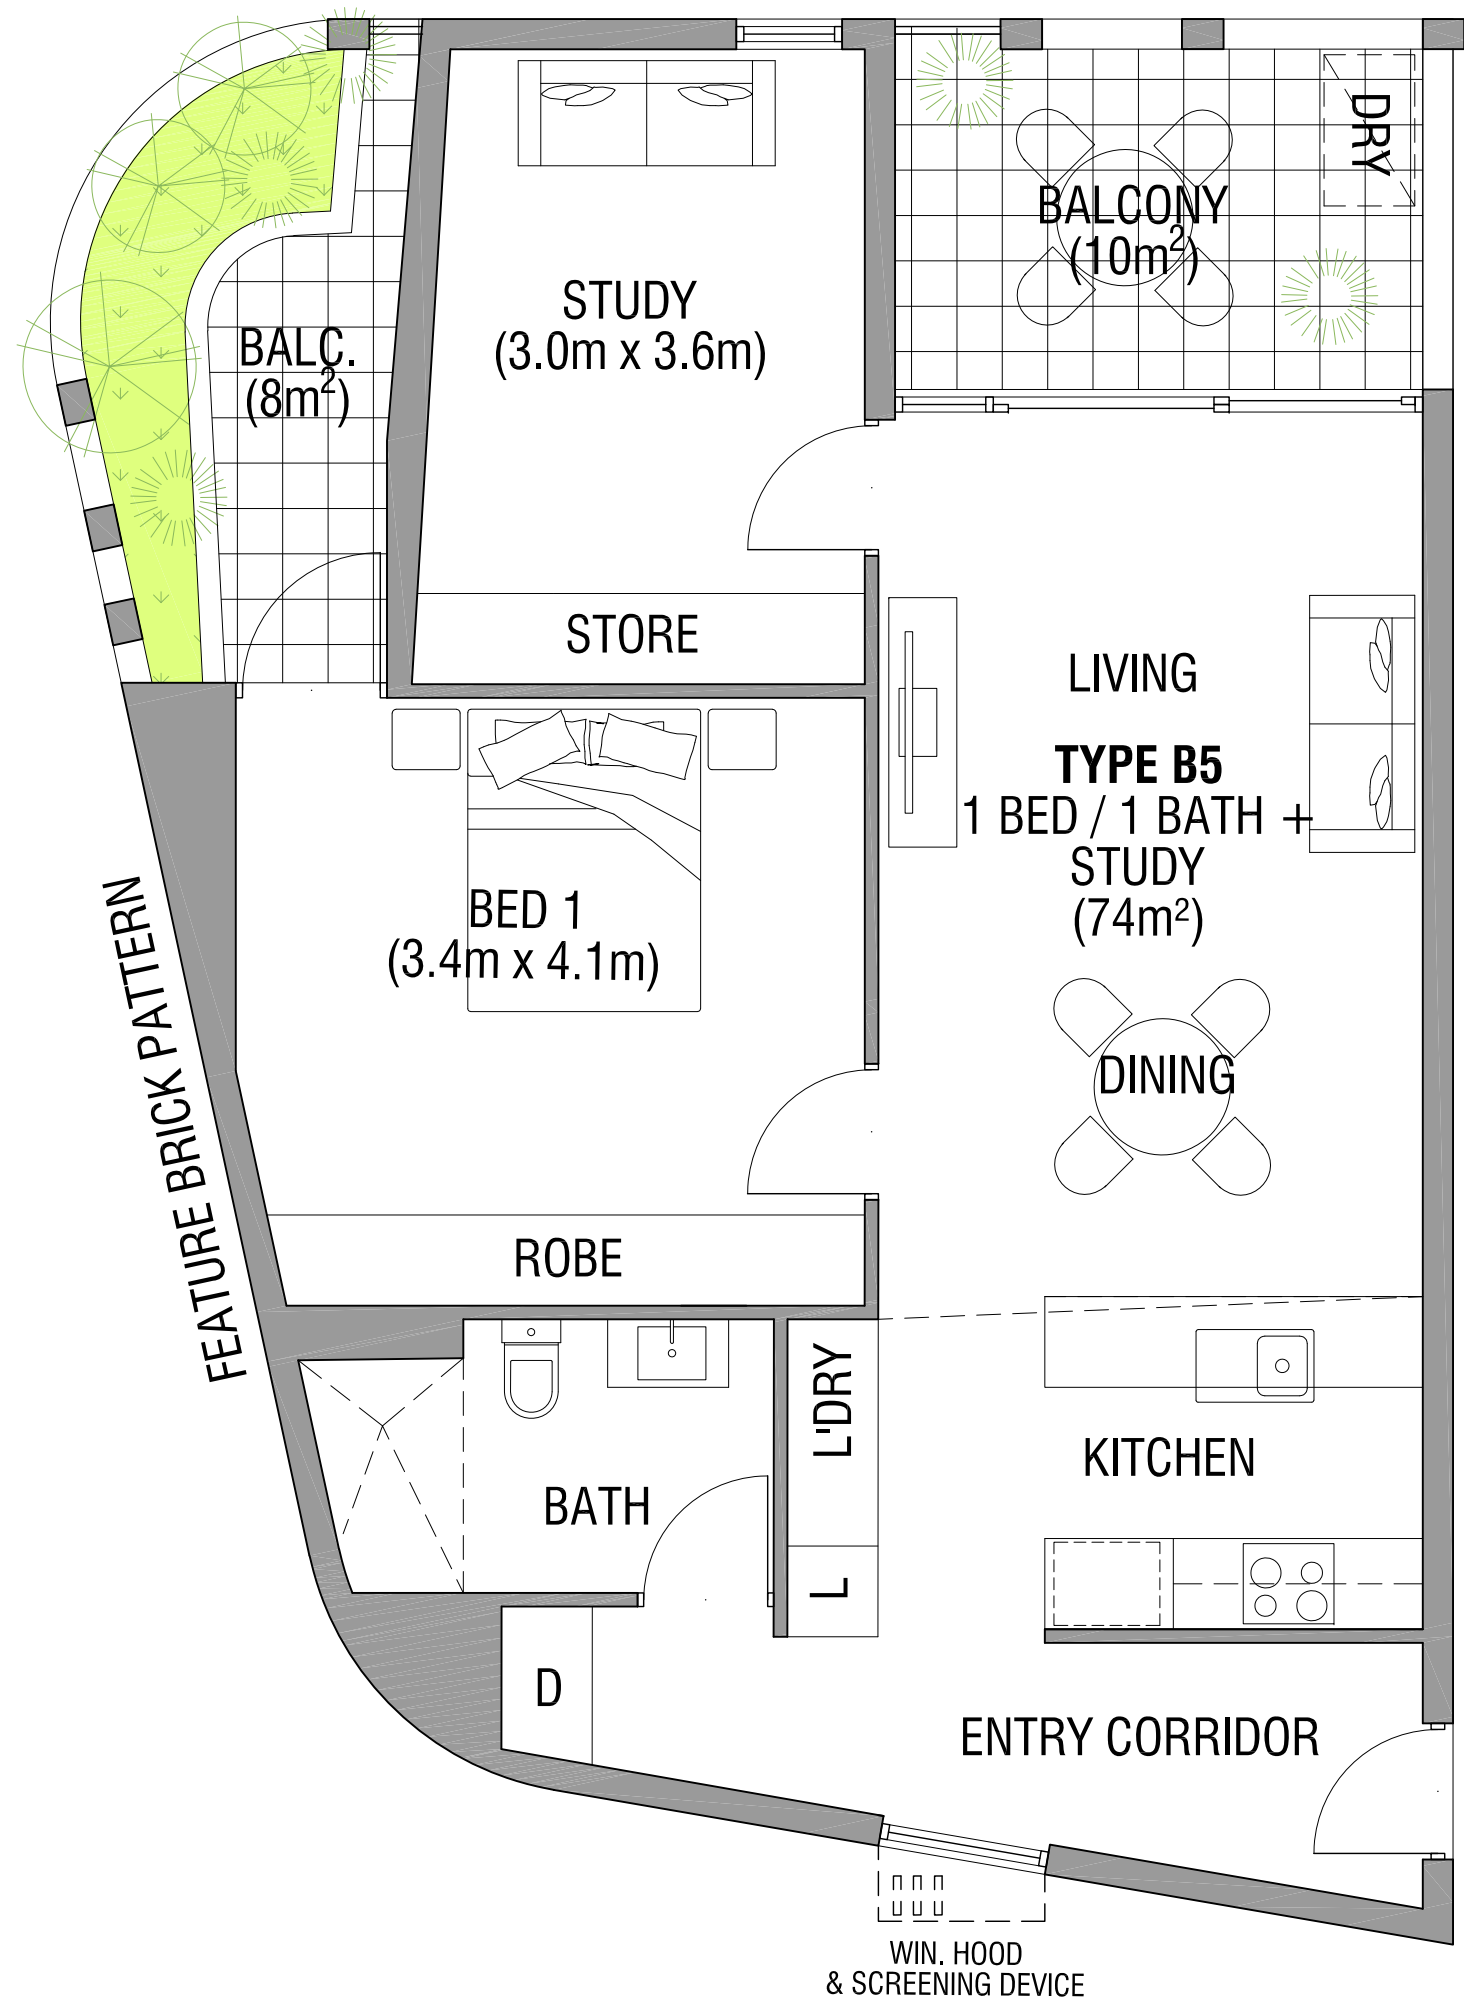 DRY
BALCONY
(10m²)
STUDY
(3.0m x 3.6m)
BALC.
(8m²)
STORE
LIVING
TYPE B5
1 BED / 1 BATH +
STUDY
(74m²)
BED 1
(3.4m x 4.1m)
FEATURE BRICK PATTERN
DINING
ROBE
L'DRY
KITCHEN
BATH
L
D
ENTRY CORRIDOR
WIN. HOOD
& SCREENING DEVICE